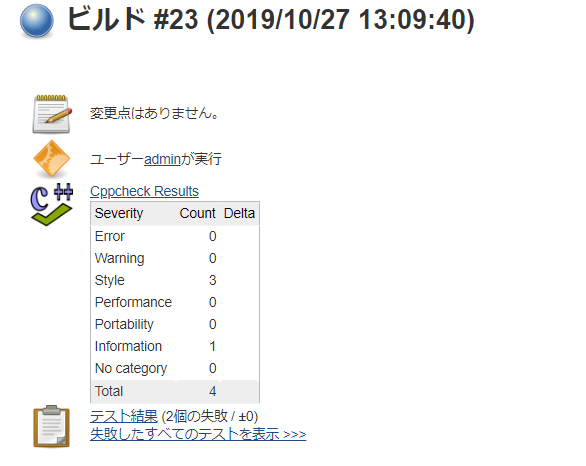 ビルド #23 (2019/10/27 13:09:40)
変更点はありません。
ユーザーadminが実行
C++
Cppcheck Results
Severity Count Delta
Error 0
Warning 0
Style 3
Performance 0
Portability 0
Information 1
No category 0
Total 4
テスト結果 (2個の失敗 / ±0)
失敗したすべてのテストを表示 >>>